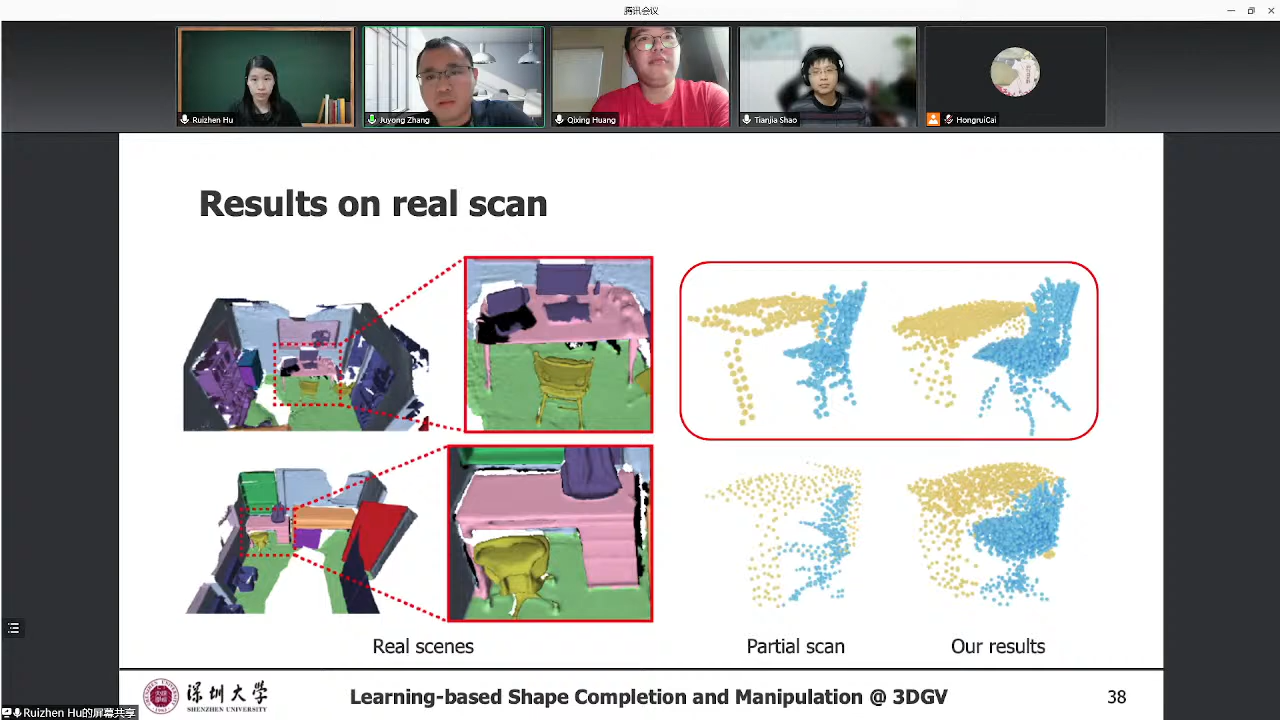 腾讯会议
Ruizhen Hu
Juyong Zhang
Qixing Huang
Tianjia Shao
HongruiCai
Results on real scan
Real scenes
Partial scan
Our results
深圳大学
SHENZHEN UNIVERSITY
Learning-based Shape Completion and Manipulation @ 3DGV
38
Ruizhen Hu的屏幕共享